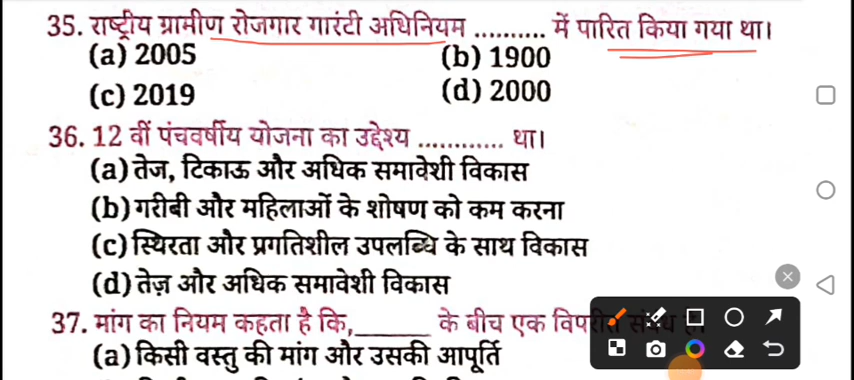 35. राष्ट्रीय ग्रामीण रोजगार गारंटी अधिनियम .......... में पारित किया गया था।
(a) 2005 (b) 1900
(c) 2019 (d) 2000
36. 12 वीं पंचवर्षीय योजना का उद्देश्य ............ था।
(a) तेज, टिकाऊ और अधिक समावेशी विकास
(b) गरीबी और महिलाओं के शोषण को कम करना
(c) स्थिरता और प्रगतिशील उपलब्धि के साथ विकास
(d) तेज़ और अधिक समावेशी विकास
37. मांग का नियम कहता है कि,______ के बीच एक विपरीत संबंध है।
(a) किसी वस्तु की मांग और उसकी आपूर्ति